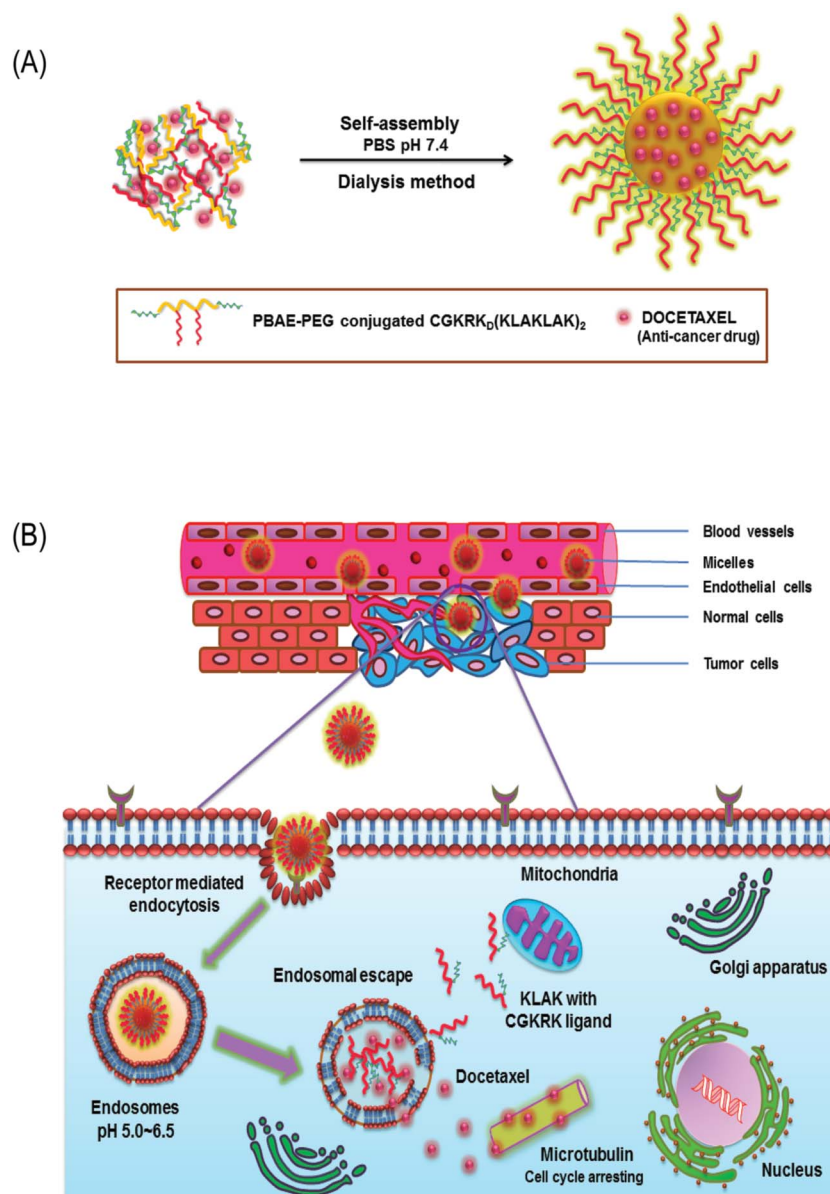 (A)
Self-assembly
PBS pH 7.4
Dialysis method
PBAE-PEG conjugated CGKRK_D(KLAKLAK)₂
DOCETAXEL
(Anti-cancer drug)
(B)
Blood vessels
Micelles
Endothelial cells
Normal cells
Tumor cells
Receptor mediated
endocytosis
Mitochondria
Golgi apparatus
Endosomal escape
KLAK with
CGKRK ligand
Docetaxel
Endosomes
pH 5.0~6.5
Microtubulin
Cell cycle arresting
Nucleus